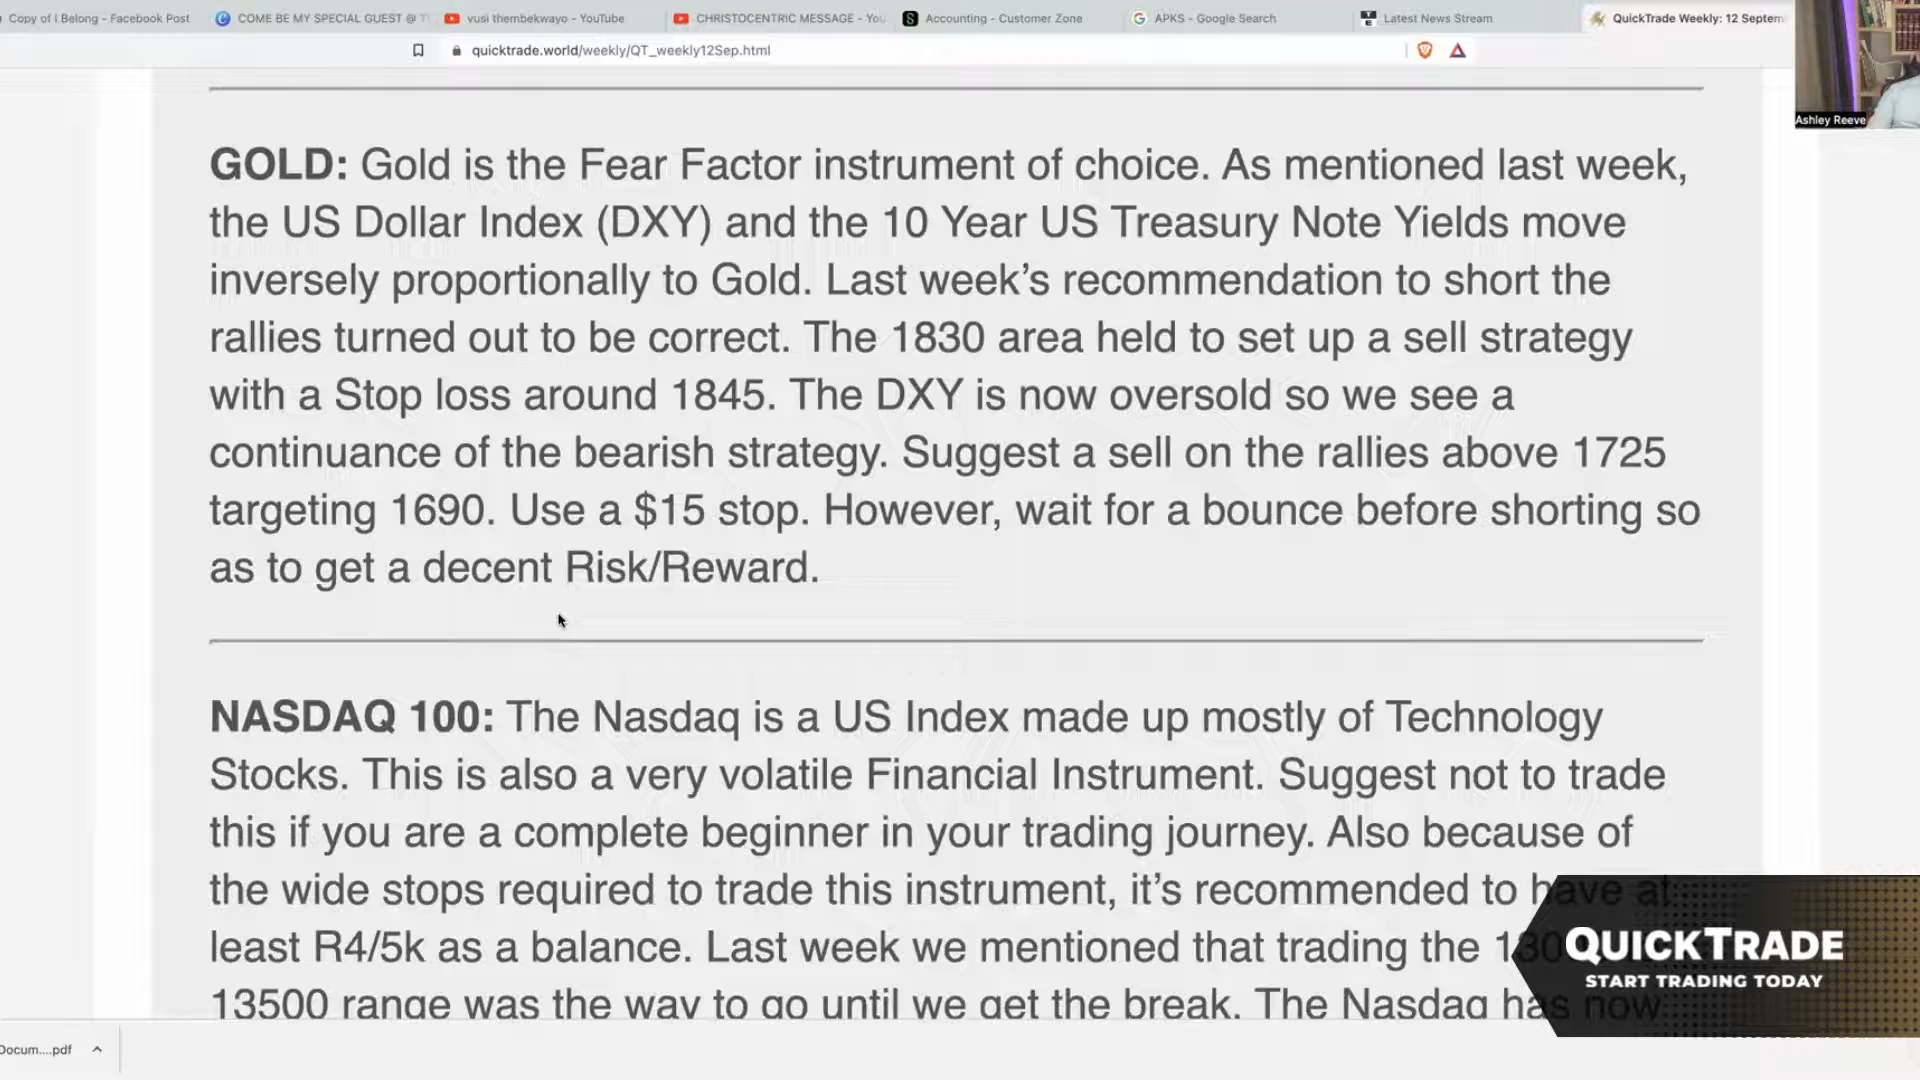 Copy of I Belong - Facebook Post
COME BE MY SPECIAL GUEST @ T
vusi thembekwayo - YouTube
CHRISTOCENTRIC MESSAGE - You
Accounting - Customer Zone
APKS - Google Search
Latest News Stream
QuickTrade Weekly: 12 Septem
quicktrade.world/weekly/QT_weekly12Sep.html
Ashley Reeve
GOLD: Gold is the Fear Factor instrument of choice. As mentioned last week,
the US Dollar Index (DXY) and the 10 Year US Treasury Note Yields move
inversely proportionally to Gold. Last week’s recommendation to short the
rallies turned out to be correct. The 1830 area held to set up a sell strategy
with a Stop loss around 1845. The DXY is now oversold so we see a
continuance of the bearish strategy. Suggest a sell on the rallies above 1725
targeting 1690. Use a $15 stop. However, wait for a bounce before shorting so
as to get a decent Risk/Reward.
NASDAQ 100: The Nasdaq is a US Index made up mostly of Technology
Stocks. This is also a very volatile Financial Instrument. Suggest not to trade
this if you are a complete beginner in your trading journey. Also because of
the wide stops required to trade this instrument, it’s recommended to have at
least R4/5k as a balance. Last week we mentioned that trading the
13500 range was the way to go until we get the break. The Nasdaq has now
QUICKTRADE
START TRADING TODAY
Docum....pdf